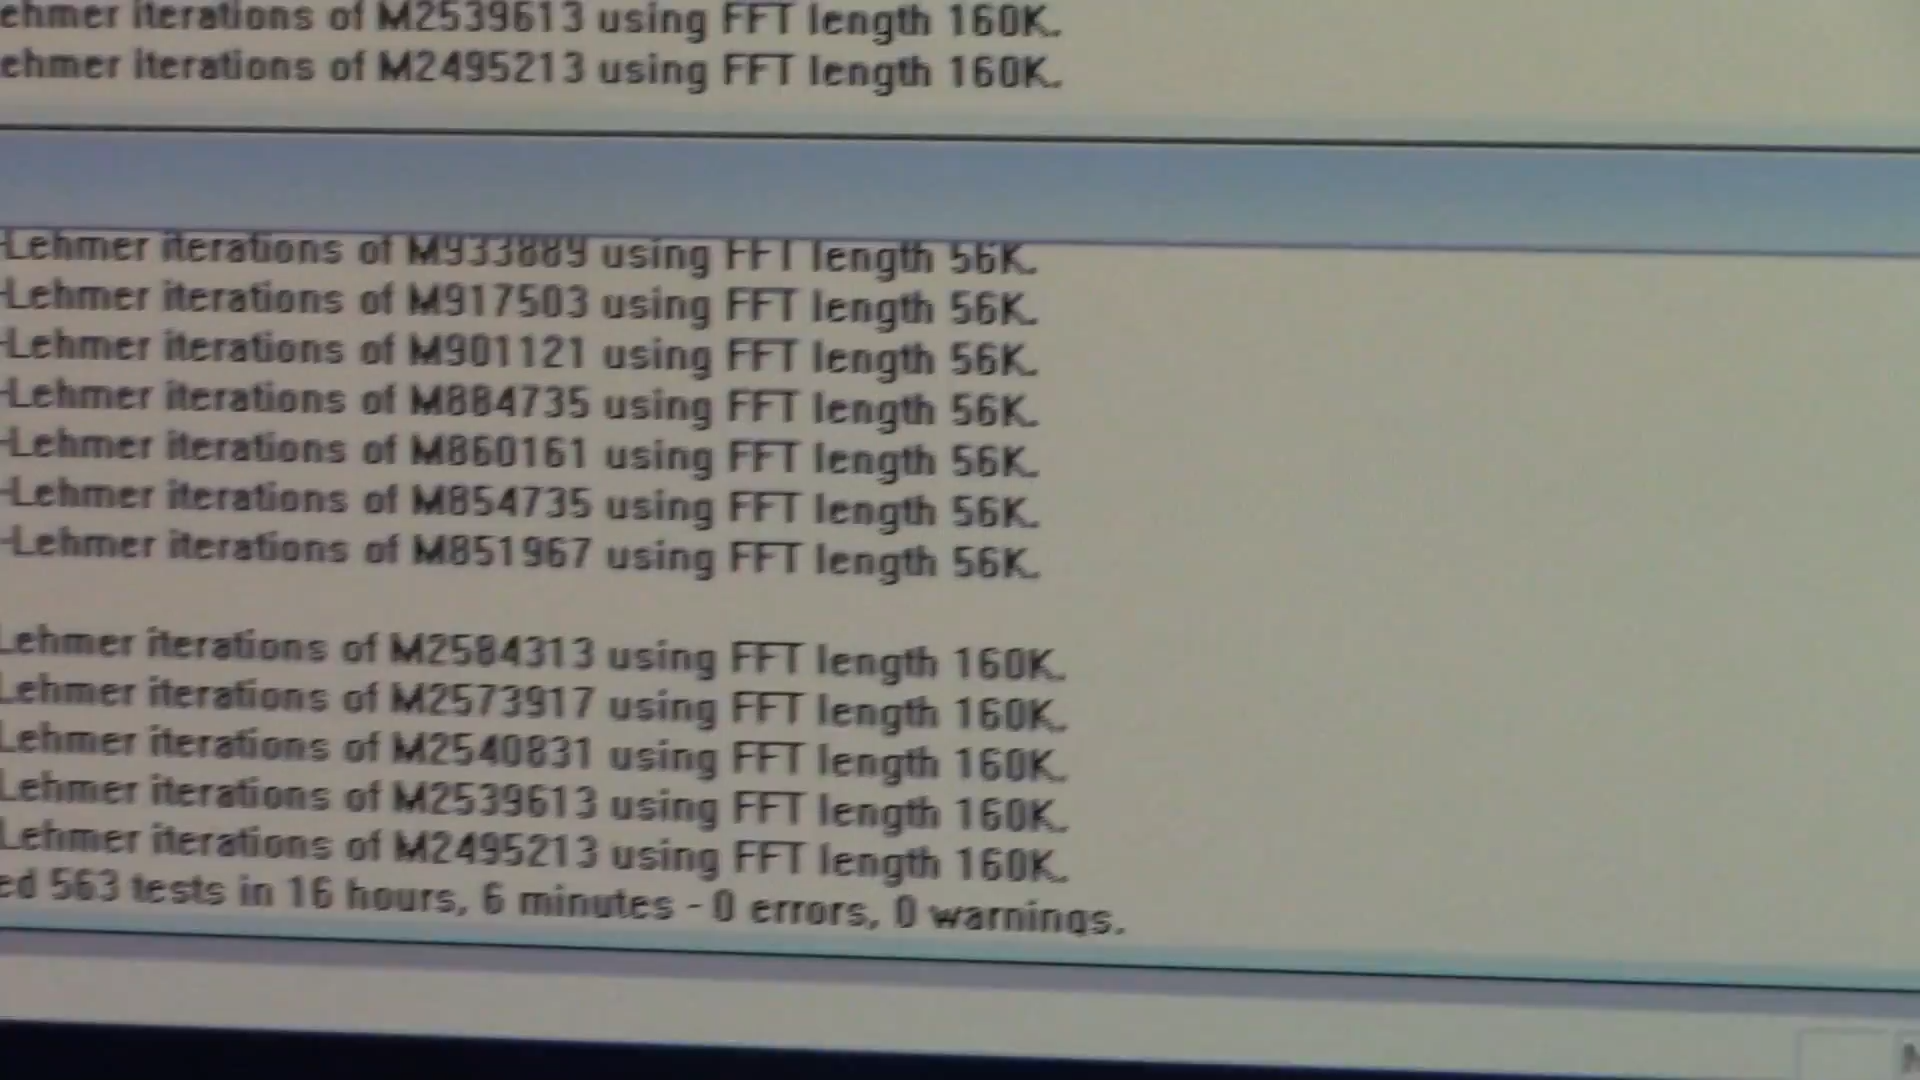 ehmer iterations of M2539613 using FFT length 160K.
ehmer iterations of M2495213 using FFT length 160K.
-Lehmer iterations of M933889 using FFT length 56K.
-Lehmer iterations of M917503 using FFT length 56K.
-Lehmer iterations of M901121 using FFT length 56K.
-Lehmer iterations of M884735 using FFT length 56K.
-Lehmer iterations of M860161 using FFT length 56K.
-Lehmer iterations of M854735 using FFT length 56K.
-Lehmer iterations of M851967 using FFT length 56K.
Lehmer iterations of M2584313 using FFT length 160K.
Lehmer iterations of M2573917 using FFT length 160K.
Lehmer iterations of M2540831 using FFT length 160K.
Lehmer iterations of M2539613 using FFT length 160K.
Lehmer iterations of M2495213 using FFT length 160K.
ed 563 tests in 16 hours, 6 minutes - 0 errors, 0 warnings.